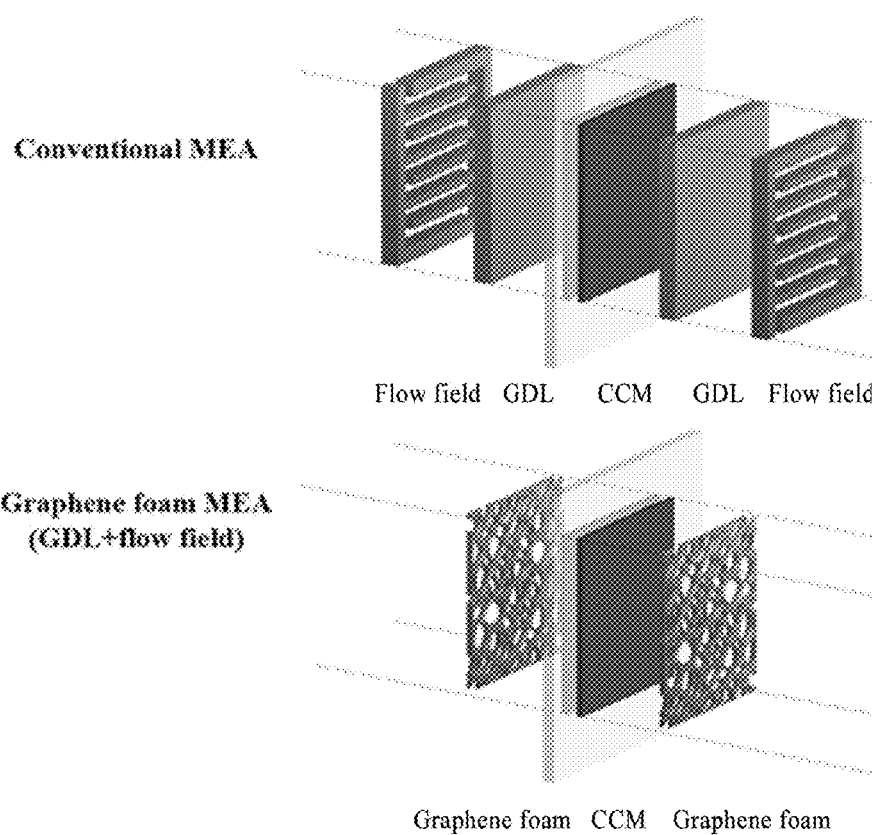 Conventional MEA
Flow field GDL CCM GDL Flow field
Graphene foam MEA
(GDL+flow field)
Graphene foam CCM Graphene foam